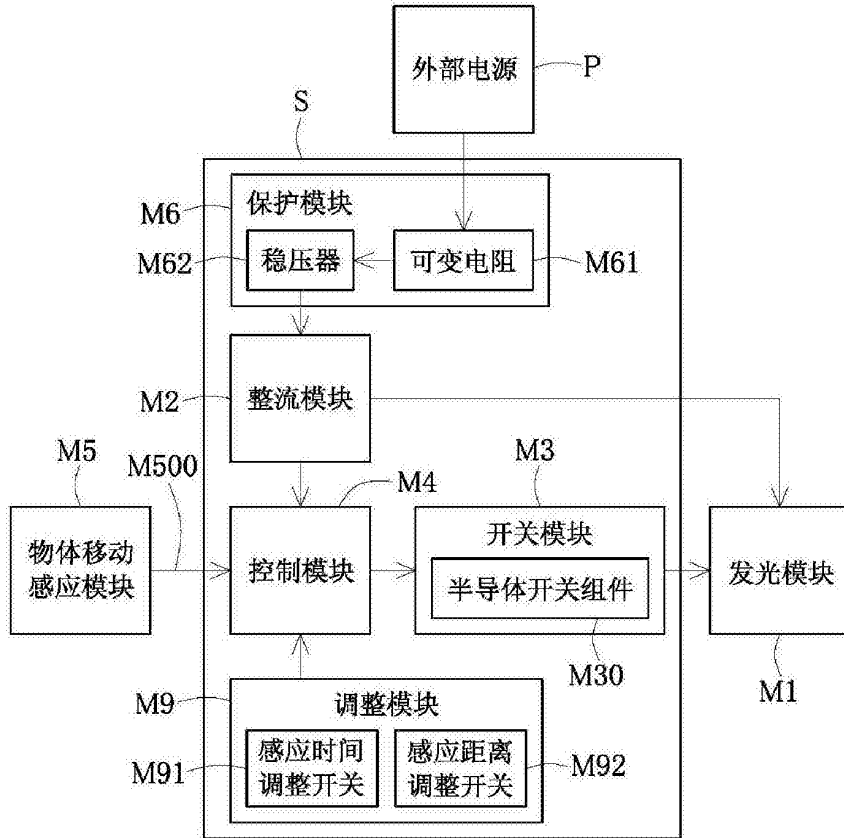 外部电源
P
S
M6
保护模块
M62
稳压器
可变电阻
M61
M2
整流模块
M5
M500
M4
M3
物体移动
感应模块
控制模块
开关模块
半导体开关组件
发光模块
M30
M1
M9
调整模块
M91
感应时间
调整开关
感应距离
调整开关
M92